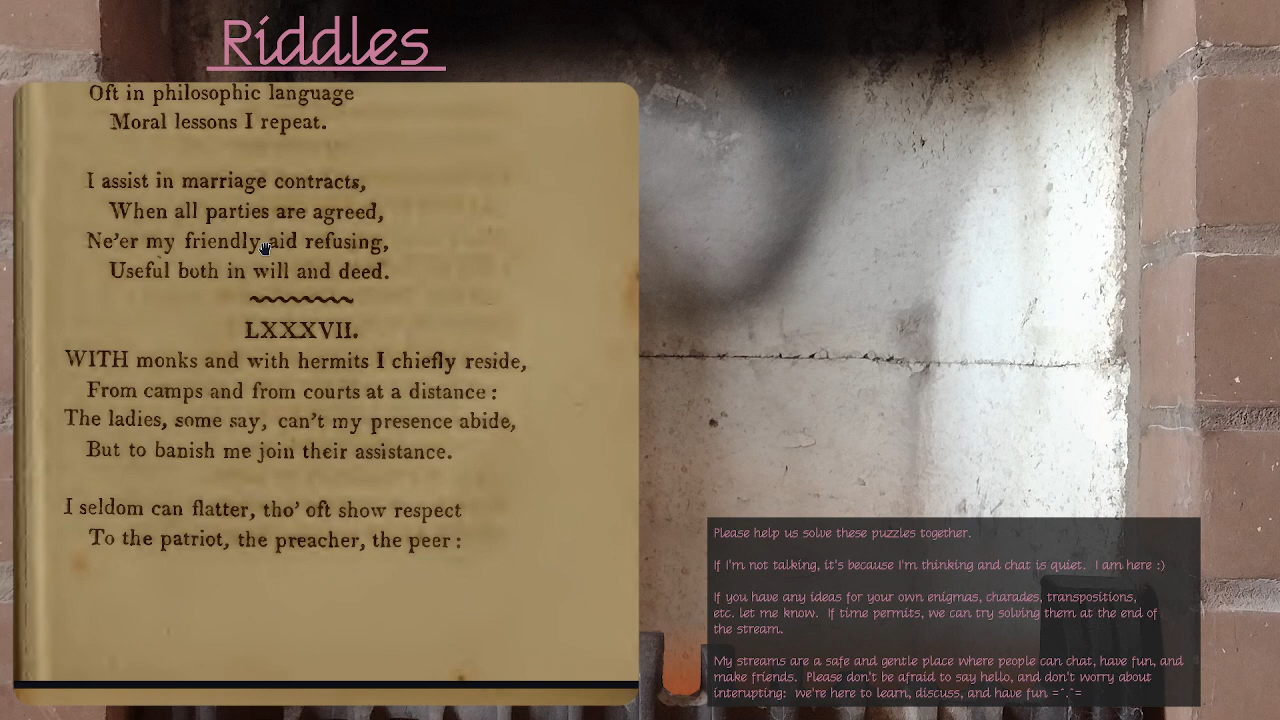 Riddles
Oft in philosophic language
Moral lessons I repeat.
I assist in marriage contracts,
When all parties are agreed,
Ne'er my friendly aid refusing,
Useful both in will and deed.
LXXXVII.
WITH monks and with hermits I chiefly reside,
From camps and from courts at a distance :
The ladies, some say, can't my presence abide,
But to banish me join their assistance.
I seldom can flatter, tho' oft show respect
To the patriot, the preacher, the peer :
Please help us solve these puzzles together.
If I'm not talking, it's because I'm thinking and chat is quiet. I am here :)
If you have any ideas for your own enigmas, charades, transpositions,
etc. let me know. If time permits, we can try solving them at the end of
the stream.
My streams are a safe and gentle place where people can chat, have fun, and
make friends. Please don't be afraid to say hello, and don't worry about
interupting: we're here to learn, discuss, and have fun =^.^=